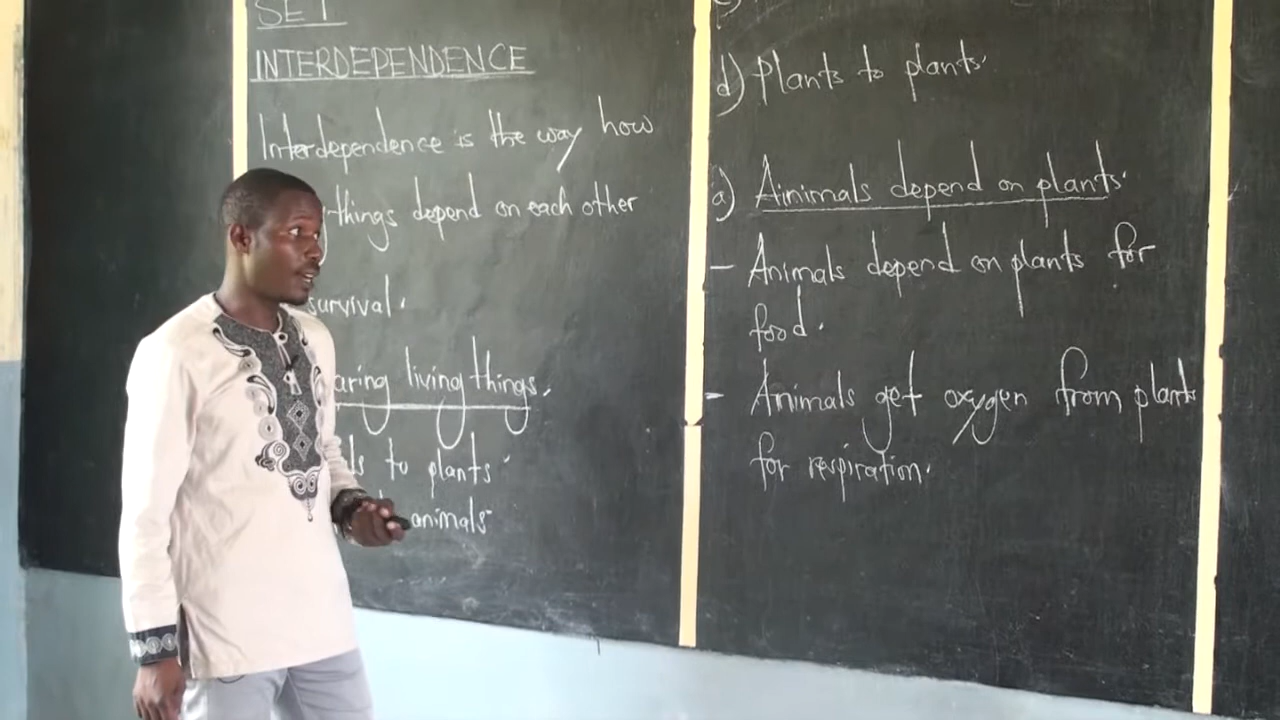 SET
INTERDEPENDENCE
Interdependence is the way how
things depend on each other
survival.
living things.
to plants
animals
d) Plants to plants
a) Ainimals depend on plants.
- Animals depend on plants for
food.
- Animals get oxygen from plants
for respiration.